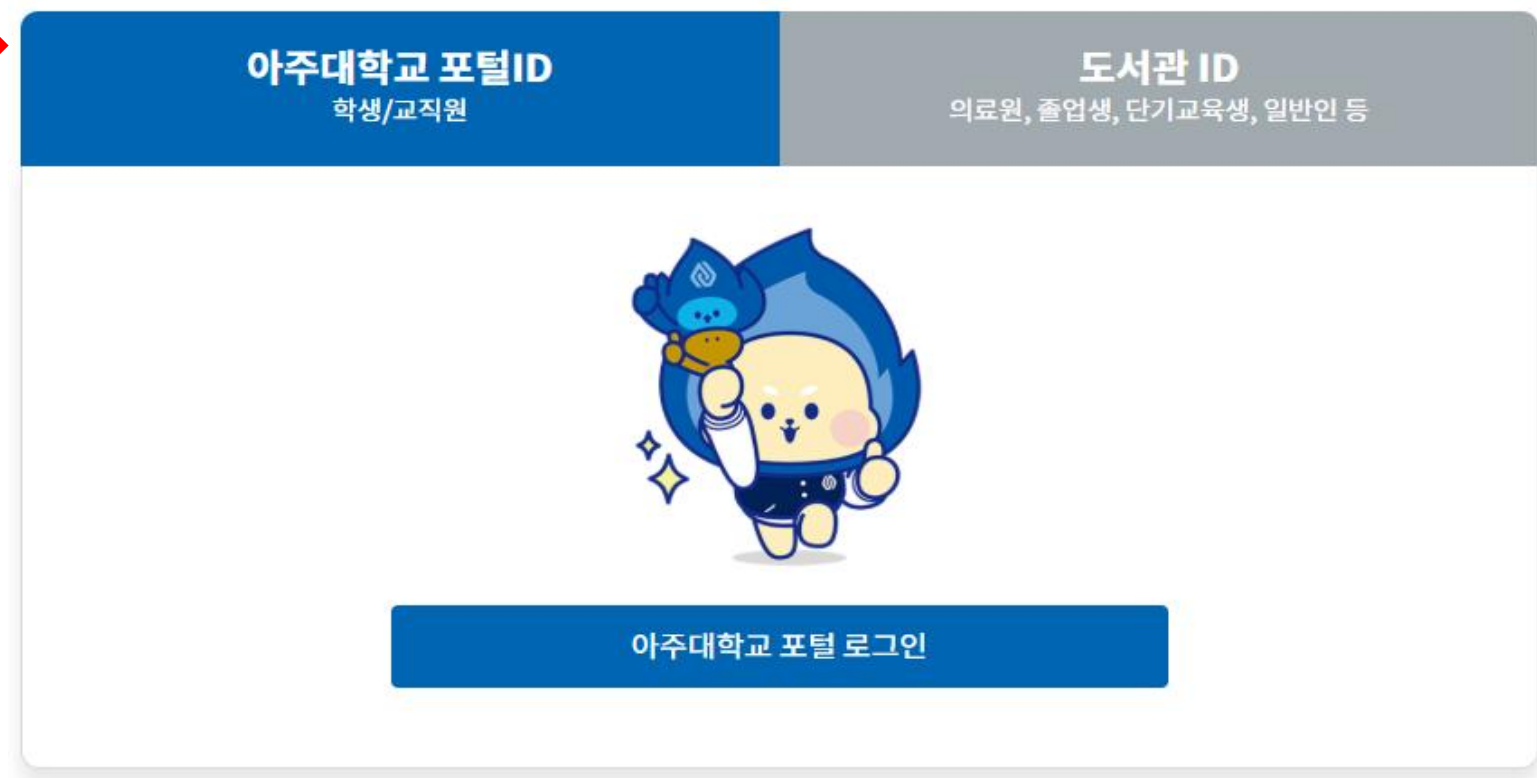 아주대학교 포털ID
학생/교직원
도서관 ID
의료원, 졸업생, 단기교육생, 일반인 등
아주대학교 포털 로그인